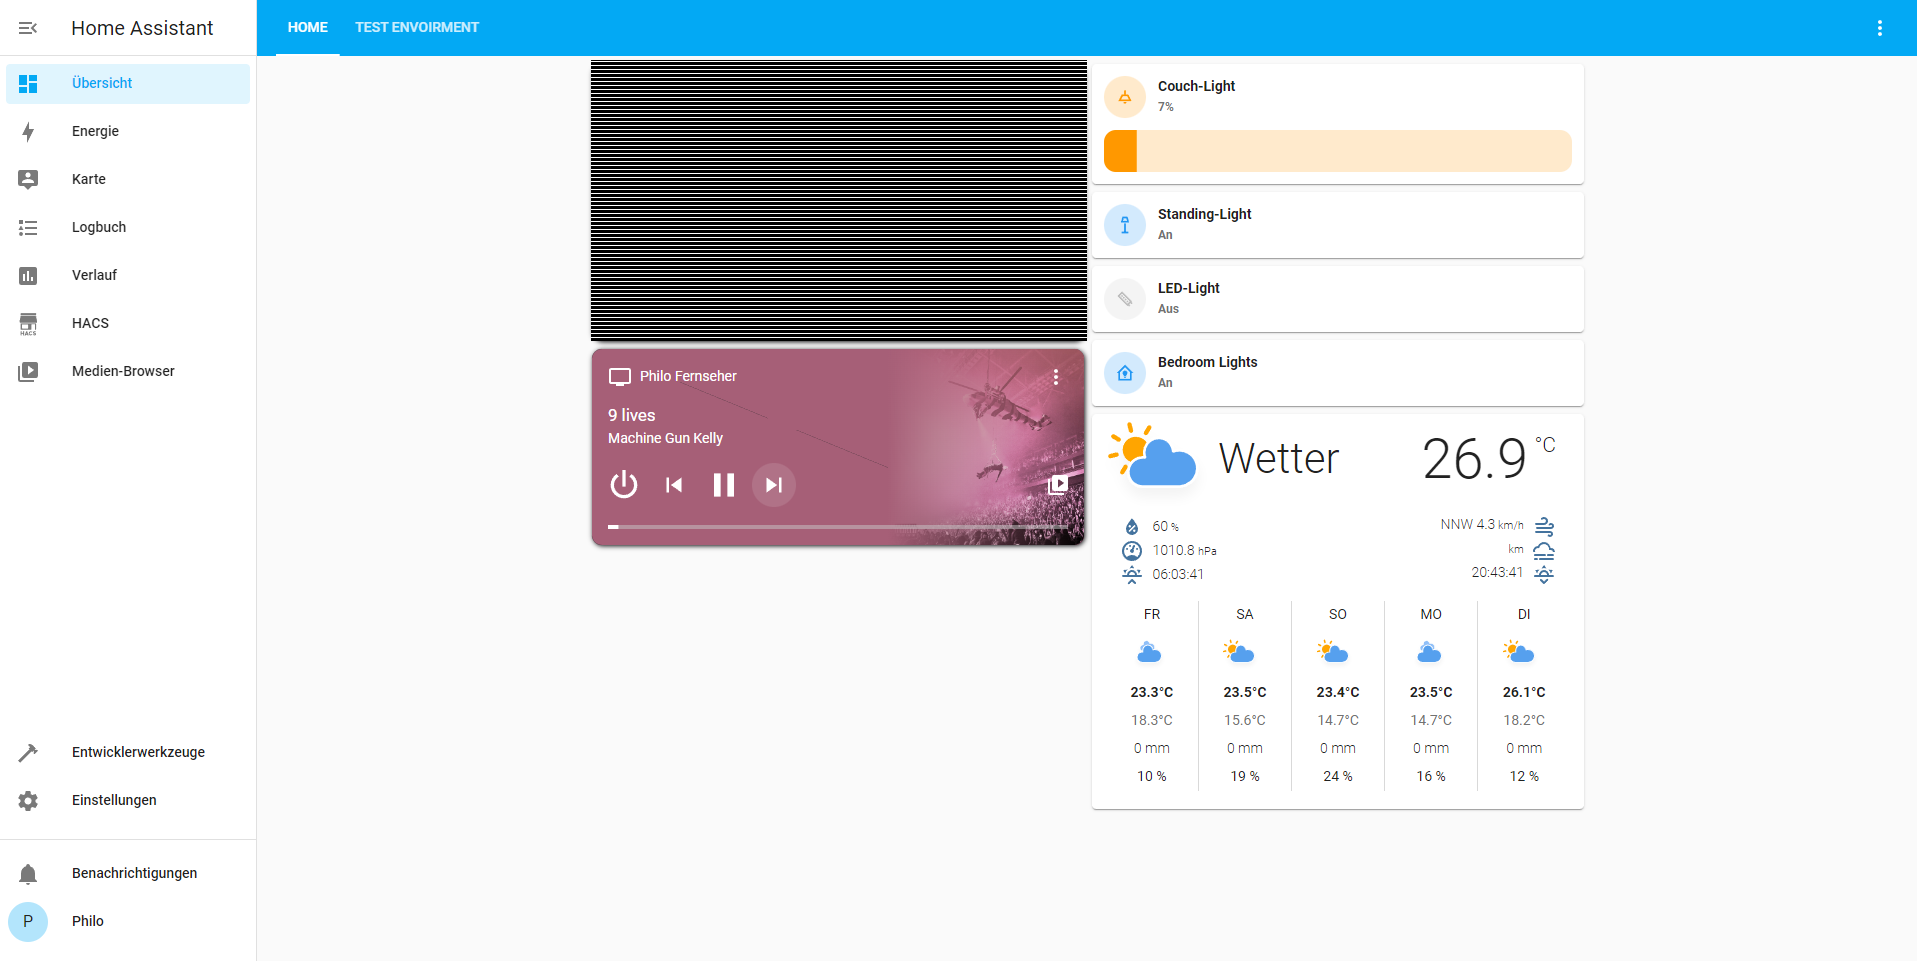 Home Assistant
HOME
TEST ENVOIRMENT
Übersicht
Energie
Karte
Logbuch
Verlauf
HACS
HACS
Medien-Browser
Entwicklerwerkzeuge
Einstellungen
Benachrichtigungen
P
Philo
Philo Fernseher
9 lives
Machine Gun Kelly
Couch-Light
7%
Standing-Light
An
LED-Light
Aus
Bedroom Lights
An
Wetter
26.9 °C
60 %
NNW 4.3 km/h
1010.8 hPa
km
06:03:41
20:43:41
FR SA SO MO DI
23.3°C 23.5°C 23.4°C 23.5°C 26.1°C
18.3°C 15.6°C 14.7°C 14.7°C 18.2°C
0 mm 0 mm 0 mm 0 mm 0 mm
10 % 19 % 24 % 16 % 12 %